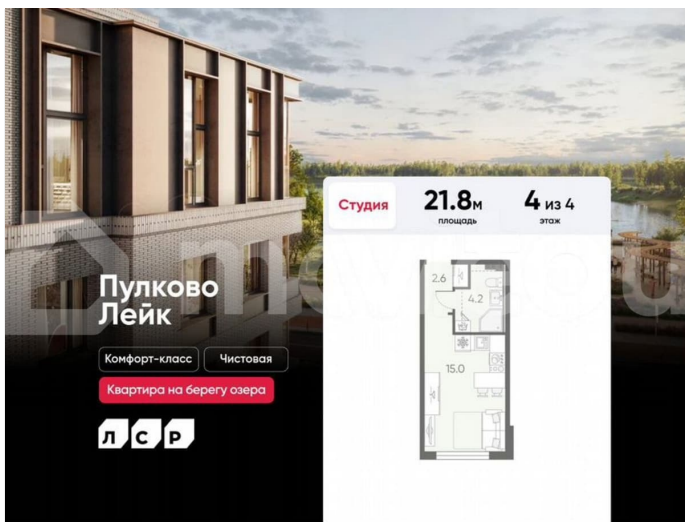 Студия
21.8м
площадь
4 из 4
этаж
Пулково
Лейк
Комфорт-класс
Чистовая
Квартира на берегу озера
ЛСР
2.6
4.2
15.0